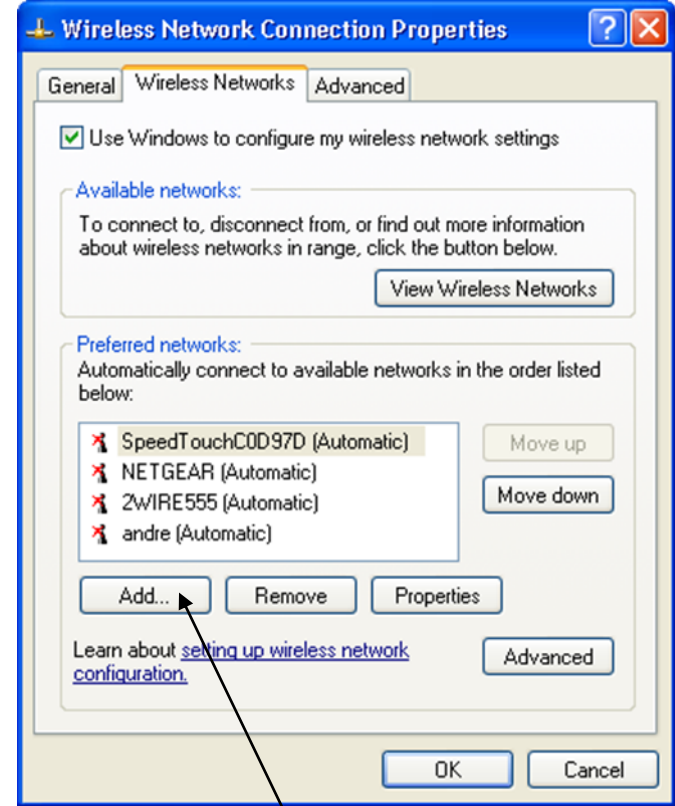 Wireless Network Connection Properties
General Wireless Networks Advanced
Use Windows to configure my wireless network settings
Available networks:
To connect to, disconnect from, or find out more information
about wireless networks in range, click the button below.
View Wireless Networks
Preferred networks:
Automatically connect to available networks in the order listed
below:
SpeedTouchC0D97D (Automatic)
Move up
NETGEAR (Automatic)
2WIRE555 (Automatic)
Move down
andre (Automatic)
Add... Remove Properties
Learn about setting up wireless network
configuration.
Advanced
OK Cancel